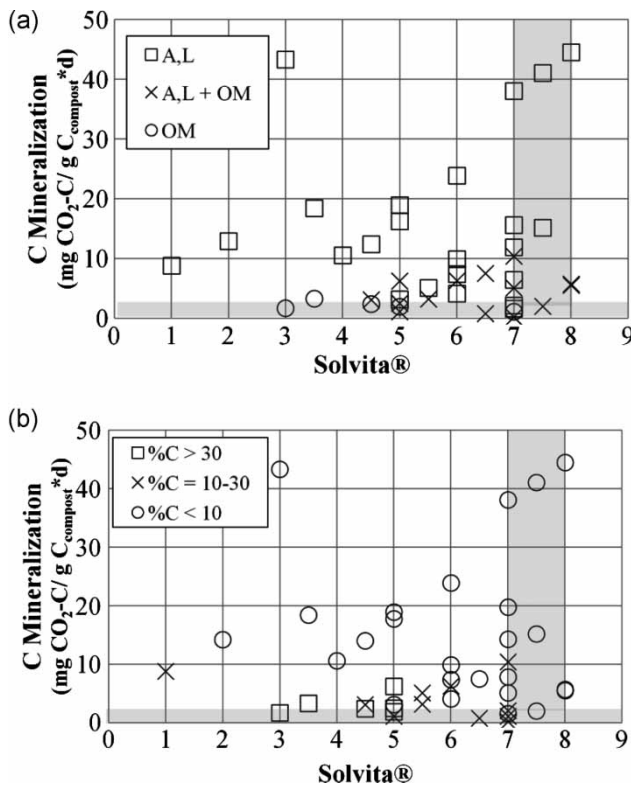 (a)
50
40
30
20
10
0
C Mineralization
(mg CO₂-C/ g C_compost*d)
□ A,L
× A,L + OM
○ OM
0 1 2 3 4 5 6 7 8 9
Solvita®
(b)
50
40
30
20
10
0
C Mineralization
(mg CO₂-C/ g C_compost*d)
□ %C > 30
× %C = 10-30
○ %C < 10
0 1 2 3 4 5 6 7 8 9
Solvita®